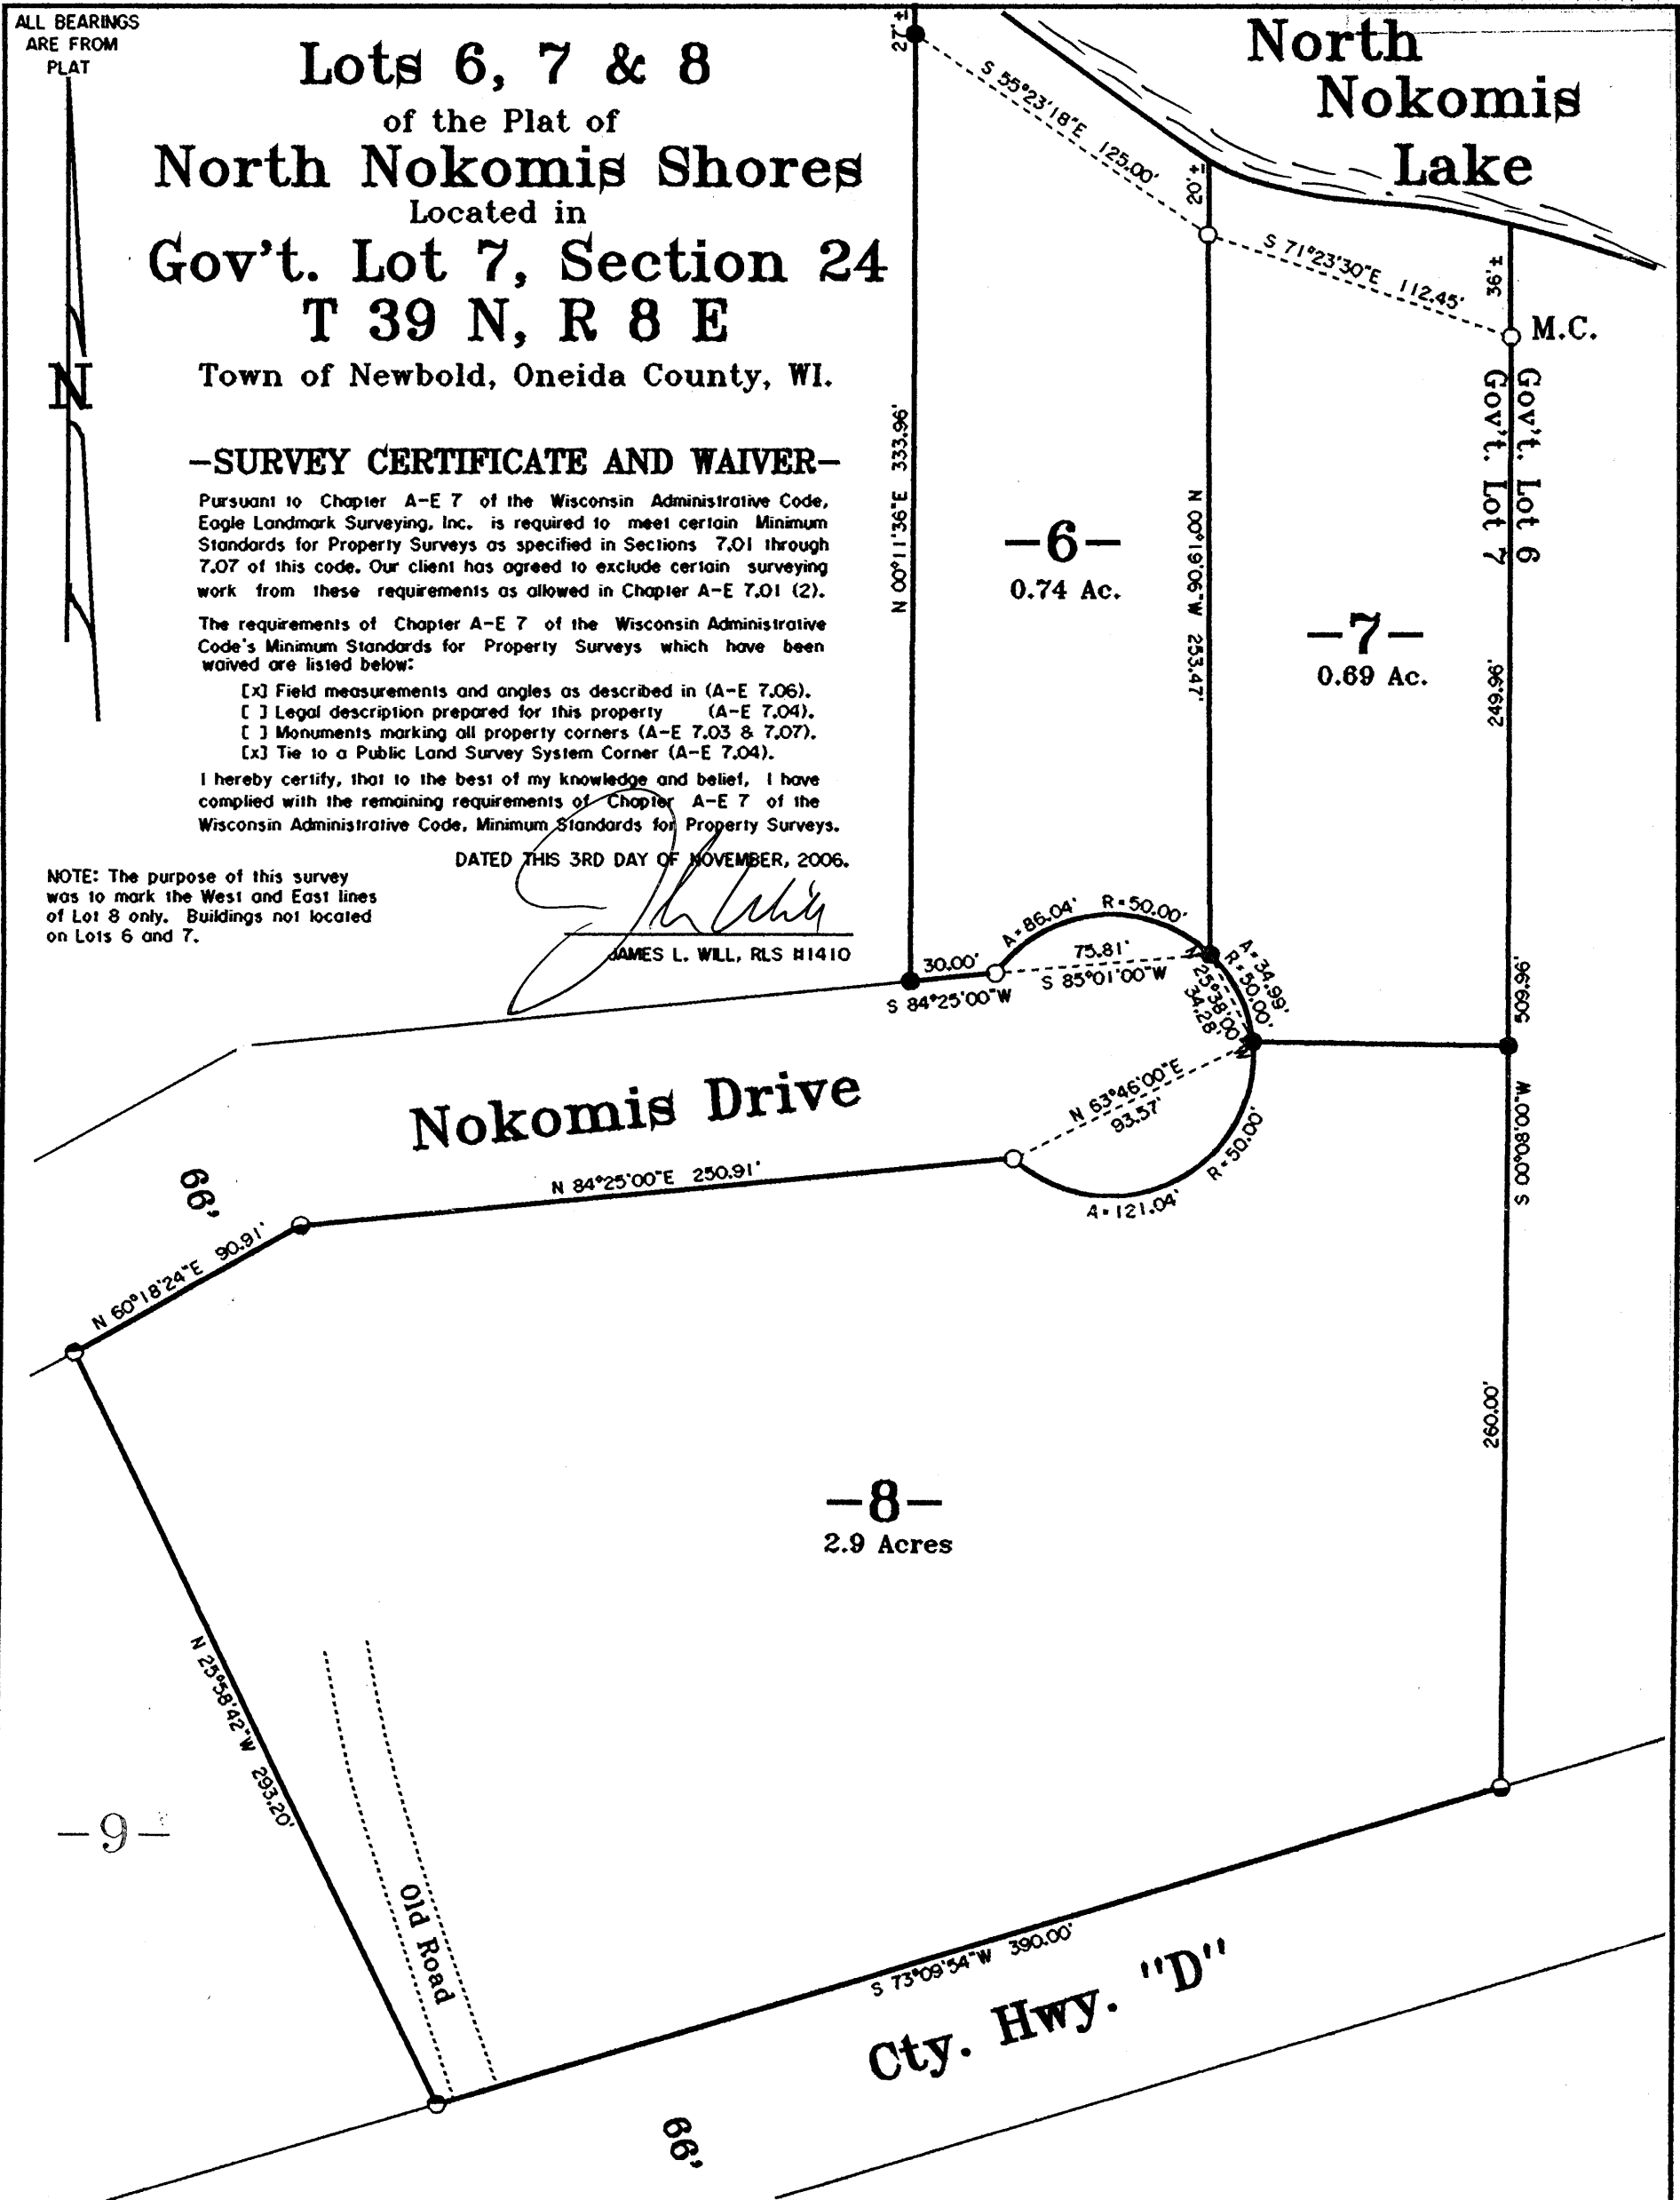 ALL BEARINGS
ARE FROM
PLAT
N
Lots 6, 7 & 8
of the Plat of
North Nokomis Shores
Located in
Gov't. Lot 7, Section 24
T 39 N, R 8 E
Town of Newbold, Oneida County, WI.
-SURVEY CERTIFICATE AND WAIVER-
Pursuant to Chapter A-E 7 of the Wisconsin Administrative Code,
Eagle Landmark Surveying, Inc. is required to meet certain Minimum
Standards for Property Surveys as specified in Sections 7.01 through
7.07 of this code. Our client has agreed to exclude certain surveying
work from these requirements as allowed in Chapter A-E 7.01 (2).
The requirements of Chapter A-E 7 of the Wisconsin Administrative
Code's Minimum Standards for Property Surveys which have been
waived are listed below:
[x] Field measurements and angles as described in (A-E 7.06).
[ ] Legal description prepared for this property (A-E 7.04).
[ ] Monuments marking all property corners (A-E 7.03 & 7.07).
[x] Tie to a Public Land Survey System Corner (A-E 7.04).
I hereby certify, that to the best of my knowledge and belief, I have
complied with the remaining requirements of Chapter A-E 7 of the
Wisconsin Administrative Code, Minimum Standards for Property Surveys.
DATED THIS 3RD DAY OF NOVEMBER, 2006.
JAMES L. WILL, RLS #1410
NOTE: The purpose of this survey
was to mark the West and East lines
of Lot 8 only. Buildings not located
on Lots 6 and 7.
North
Nokomis
Lake
27'±
S 55°23'18"E 125.00'
20'±
S 71°23'30"E 112.45'
36'±
M.C.
Gov't. Lot 6
Gov't. Lot 7
N 00°11'36"E 333.96'
-6-
0.74 Ac.
N 00°19'06"W 253.47'
-7-
0.69 Ac.
249.96'
509.96'
S 00°08'00"W
260.00'
30.00'
S 84°25'00"W
A=86.04' R=50.00'
75.81'
S 85°01'00"W
A=34.99'
R=50.00'
N 25°38'00"W
34.28'
N 63°46'00"E
93.57'
R=50.00'
A=121.04'
Nokomis Drive
N 84°25'00"E 250.91'
66'
N 60°18'24"E 90.91'
-8-
2.9 Acres
N 25°58'42"W 293.20'
-9-
Old Road
S 73°09'54"W 390.00'
Cty. Hwy. "D"
66'